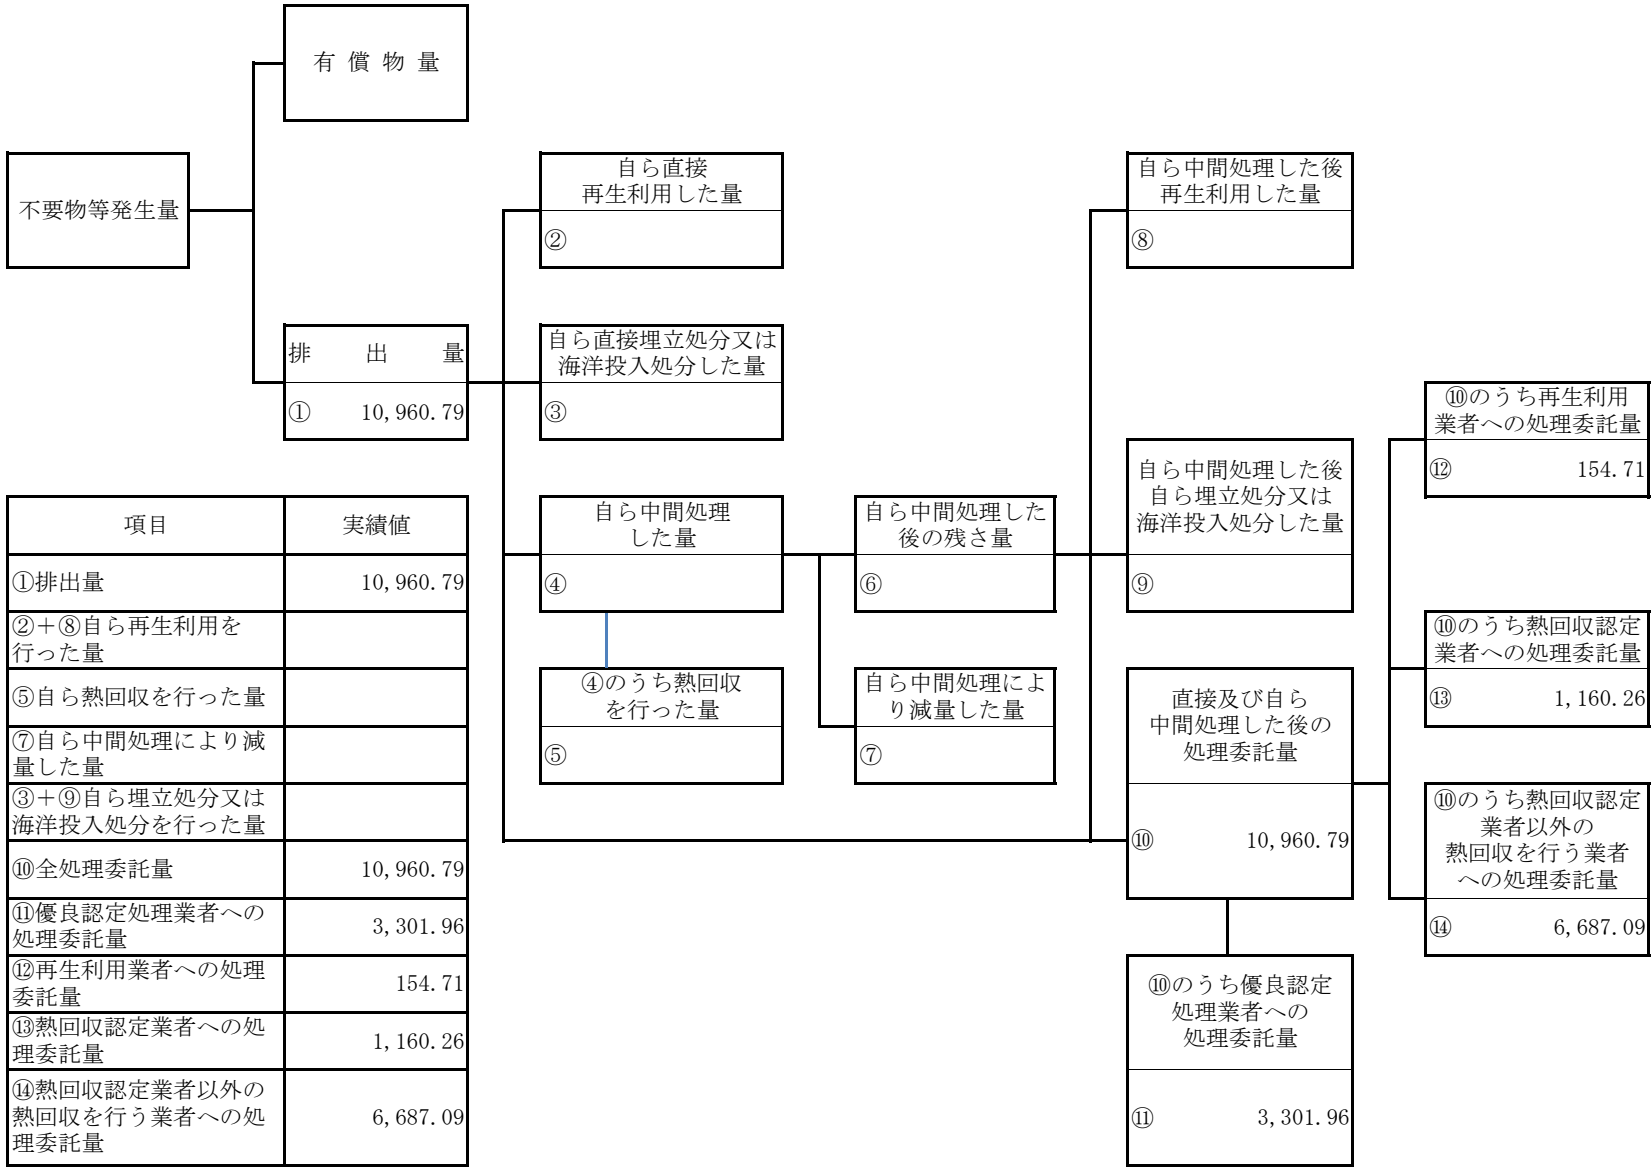 有償物量
不要物等発生量
排出量
① 10,960.79
自ら直接
再生利用した量
②
自ら直接埋立処分又は
海洋投入処分した量
③
自ら中間処理
した量
④
④のうち熱回収
を行った量
⑤
自ら中間処理した
後の残さ量
⑥
自ら中間処理によ
り減量した量
⑦
自ら中間処理した後
再生利用した量
⑧
自ら中間処理した後
自ら埋立処分又は
海洋投入処分した量
⑨
直接及び自ら
中間処理した後の
処理委託量
⑩ 10,960.79
⑩のうち優良認定
処理業者への
処理委託量
⑪ 3,301.96
⑩のうち再生利用
業者への処理委託量
⑫ 154.71
⑩のうち熱回収認定
業者への処理委託量
⑬ 1,160.26
⑩のうち熱回収認定
業者以外の
熱回収を行う業者
への処理委託量
⑭ 6,687.09
項目 実績値
①排出量 10,960.79
②+⑧自ら再生利用を
行った量
⑤自ら熱回収を行った量
⑦自ら中間処理により減
量した量
③+⑨自ら埋立処分又は
海洋投入処分を行った量
⑩全処理委託量 10,960.79
⑪優良認定処理業者への
処理委託量 3,301.96
⑫再生利用業者への処理
委託量 154.71
⑬熱回収認定業者への処
理委託量 1,160.26
⑭熱回収認定業者以外の
熱回収を行う業者への処
理委託量 6,687.09